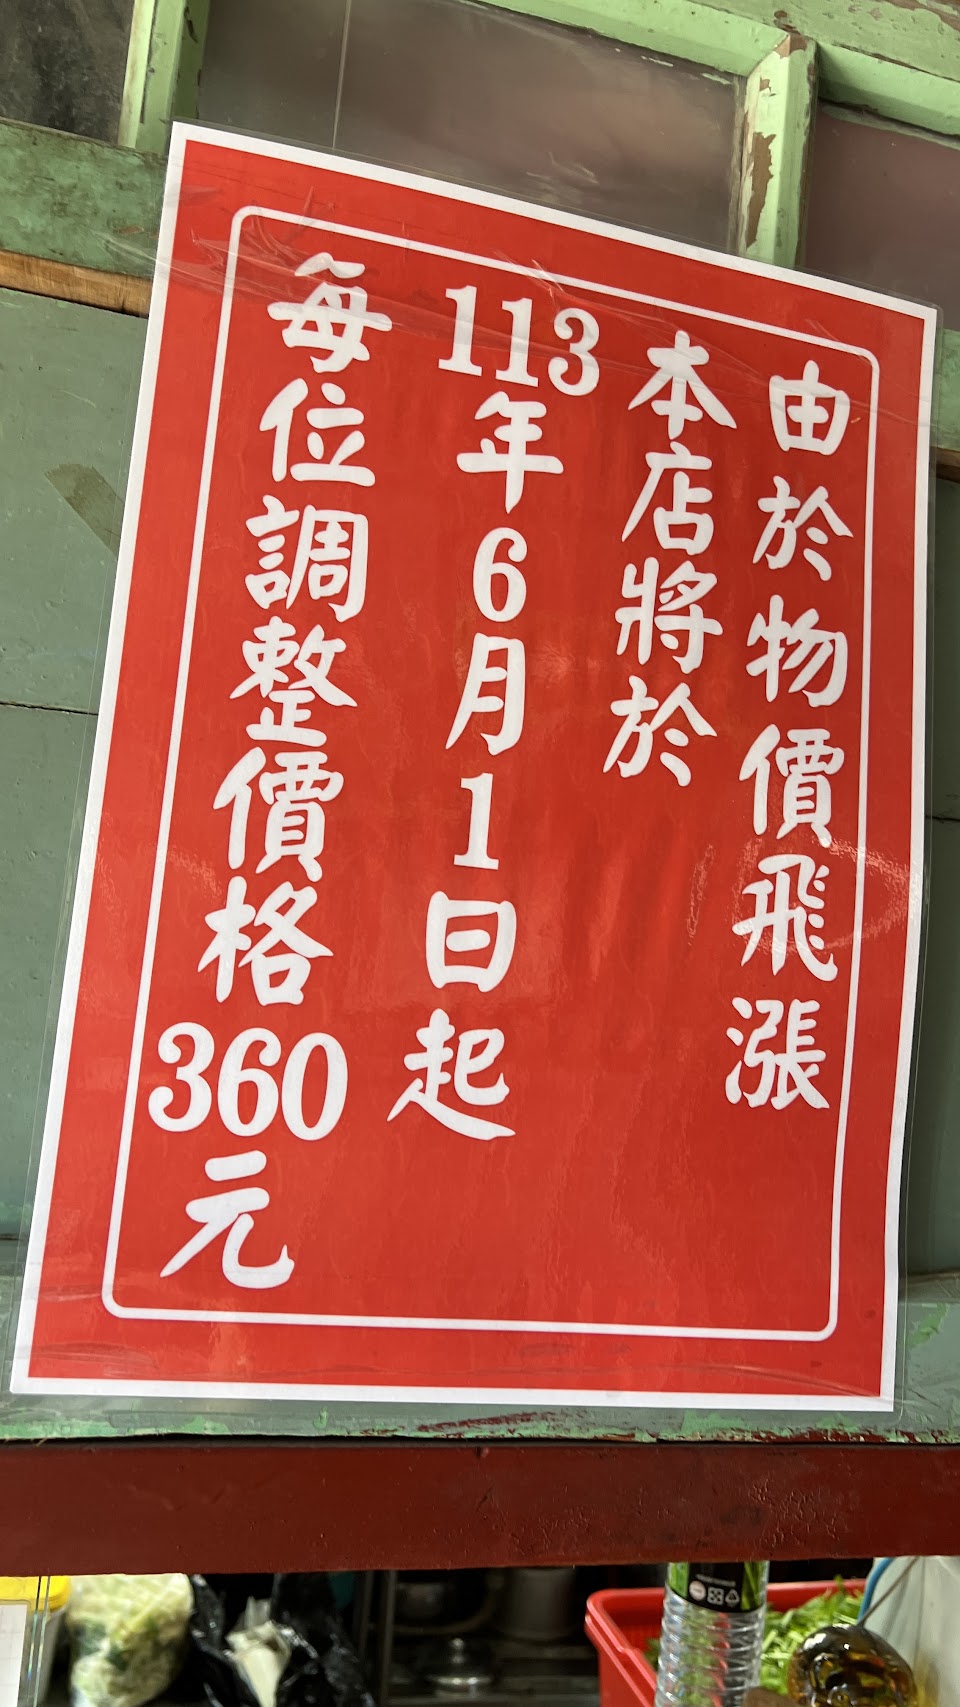 由於物價飛漲
本店將於
113年6月1日起
每位調整價格360元